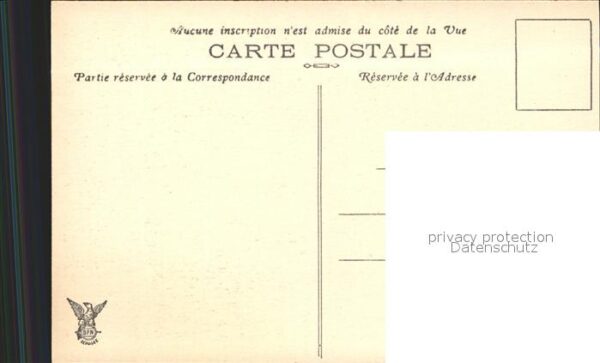 Aucune inscription n'est admise du côté de la Vue
CARTE POSTALE
Partie réservée à la Correspondance
Réservée à l'Adresse
privacy protection
Datenschutz